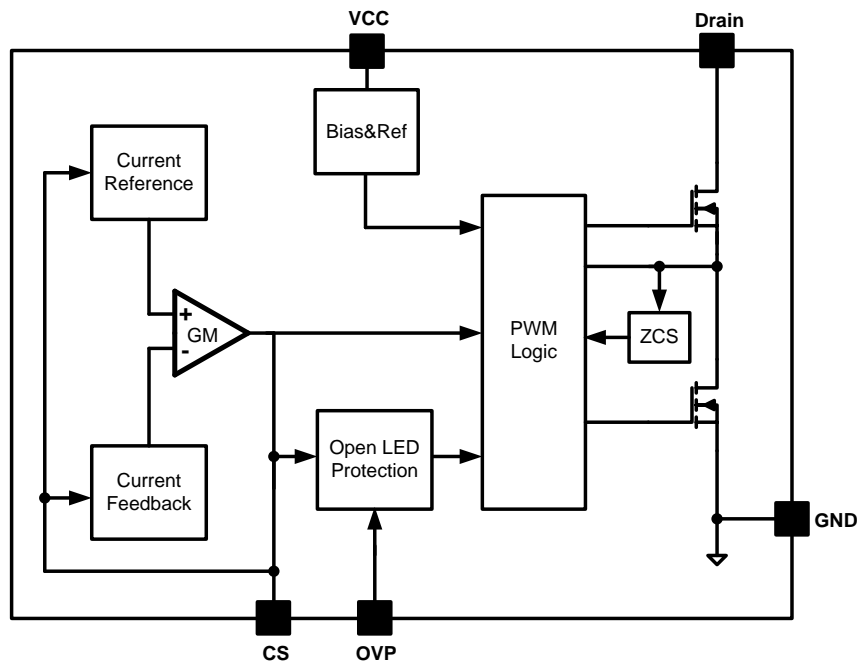 VCC
Drain
Bias&Ref
Current
Reference
+
GM
-
PWM
Logic
ZCS
Open LED
Protection
Current
Feedback
GND
CS
OVP